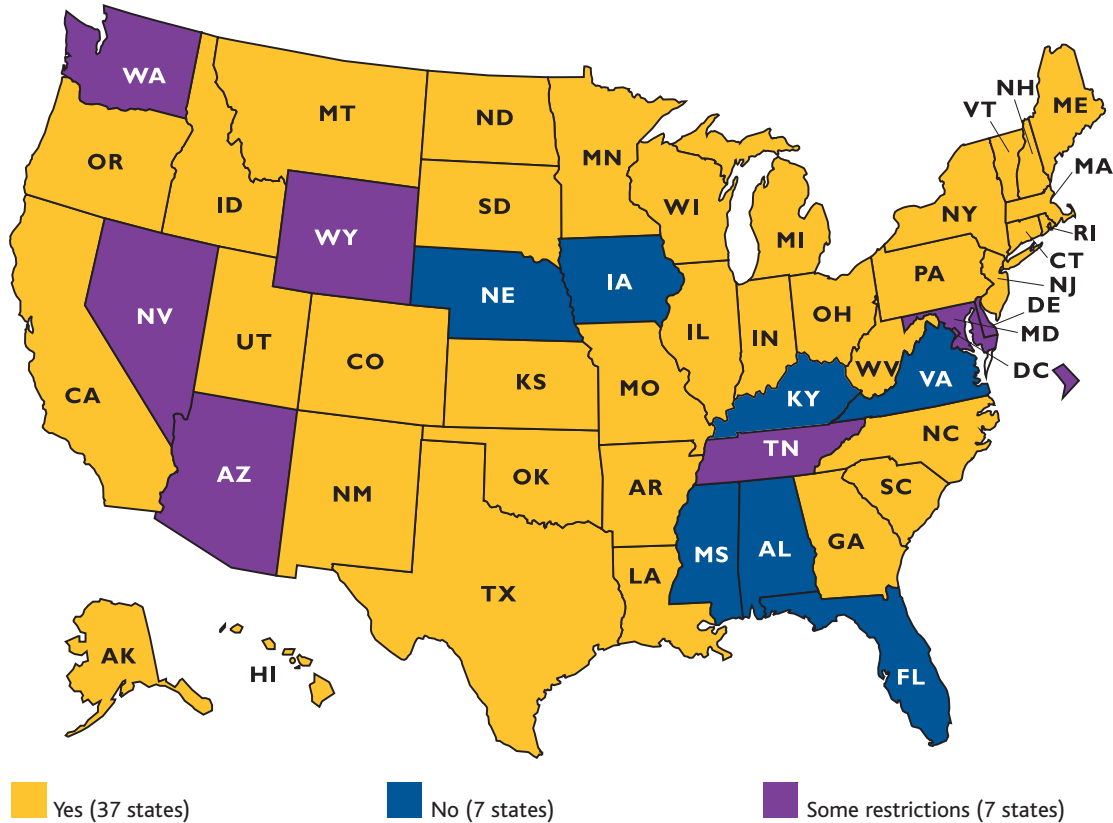 WA
MT
ND
MN
OR
ID
SD
WI
MI
NY
VT
NH
ME
MA
RI
CT
NJ
DE
MD
DC
WY
NE
IA
NV
UT
CO
KS
MO
IL
IN
OH
PA
WV
VA
KY
CA
AZ
NM
OK
AR
TN
NC
SC
GA
AL
MS
LA
TX
FL
AK
HI
Yes (37 states)
No (7 states)
Some restrictions (7 states)